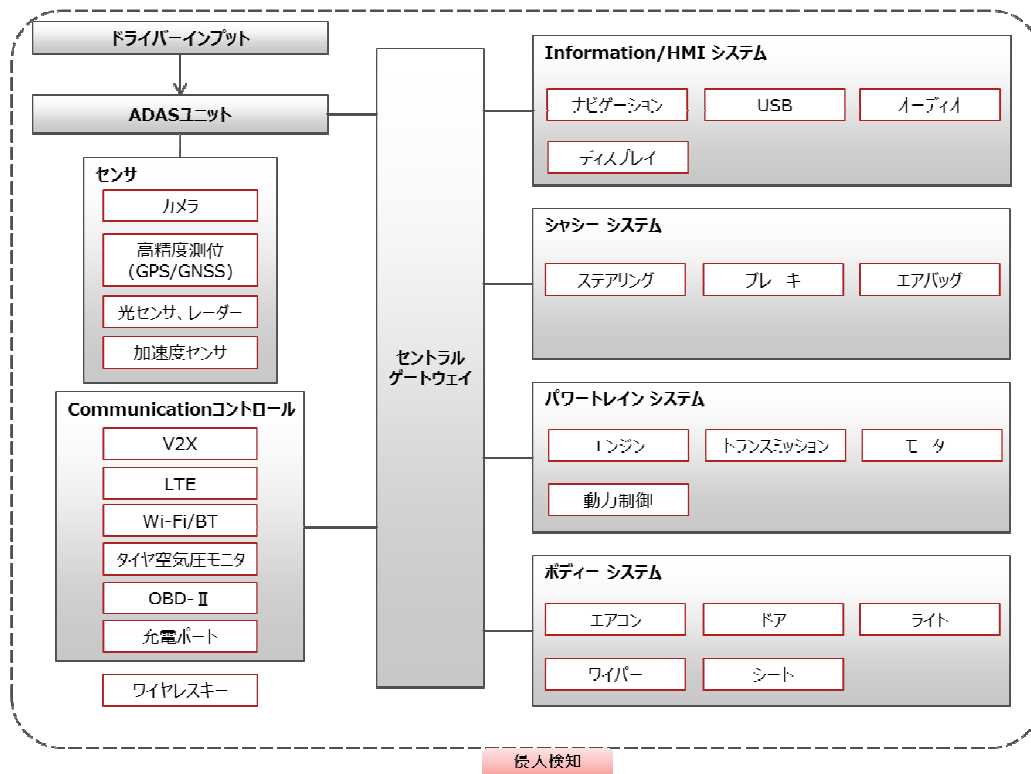 ドライバーインプット
ADASユニット
センサ
カメラ
高精度測位
(GPS/GNSS)
光センサ、レーダー
加速度センサ
Communicationコントロール
V2X
LTE
Wi-Fi/BT
タイヤ空気圧モニタ
OBD-Ⅱ
充電ポート
ワイヤレスキー
セントラル
ゲートウェイ
Information/HMI システム
ナビゲーション
USB
オーディオ
ディスプレイ
シャシー システム
ステアリング
ブレーキ
エアバッグ
パワートレイン システム
エンジン
トランスミッション
モータ
動力制御
ボディー システム
エアコン
ドア
ライト
ワイパー
シート
侵入検知